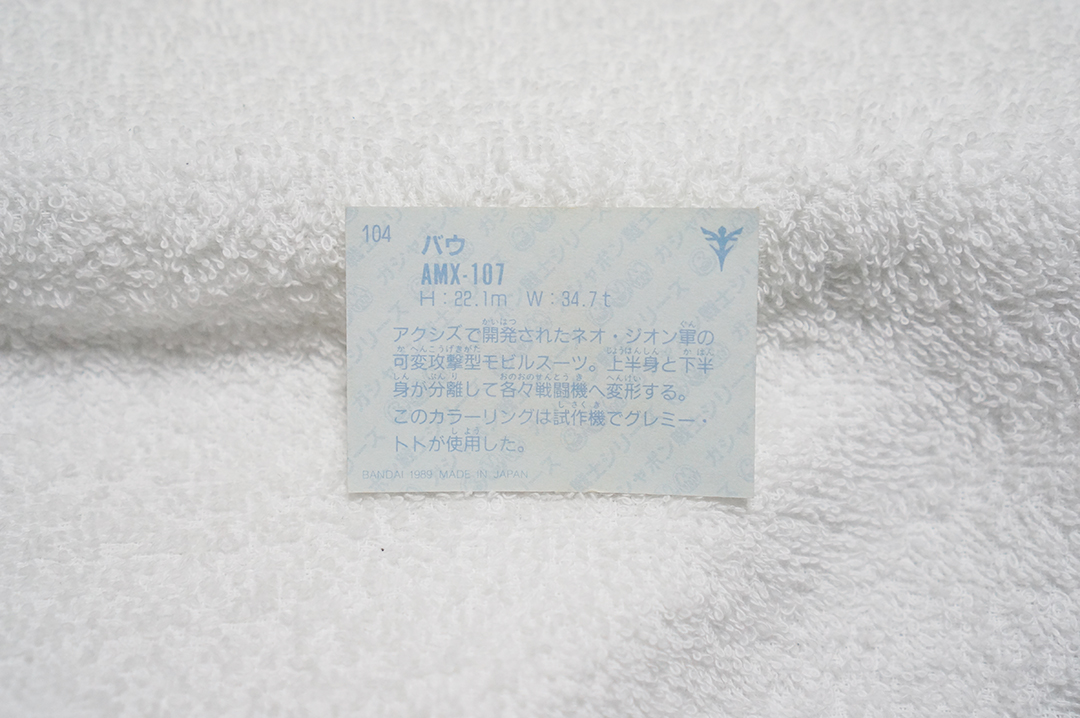 104
バウ
AMX-107
H：22.1m W：34.7t
アクシズで開発されたネオ・ジオン軍の
可変攻撃型モビルスーツ。上半身と下半
身が分離して各々戦闘機へ変形する。
このカラーリングは試作機でグレミー・
トトが使用した。
BANDAI 1989 MADE IN JAPAN